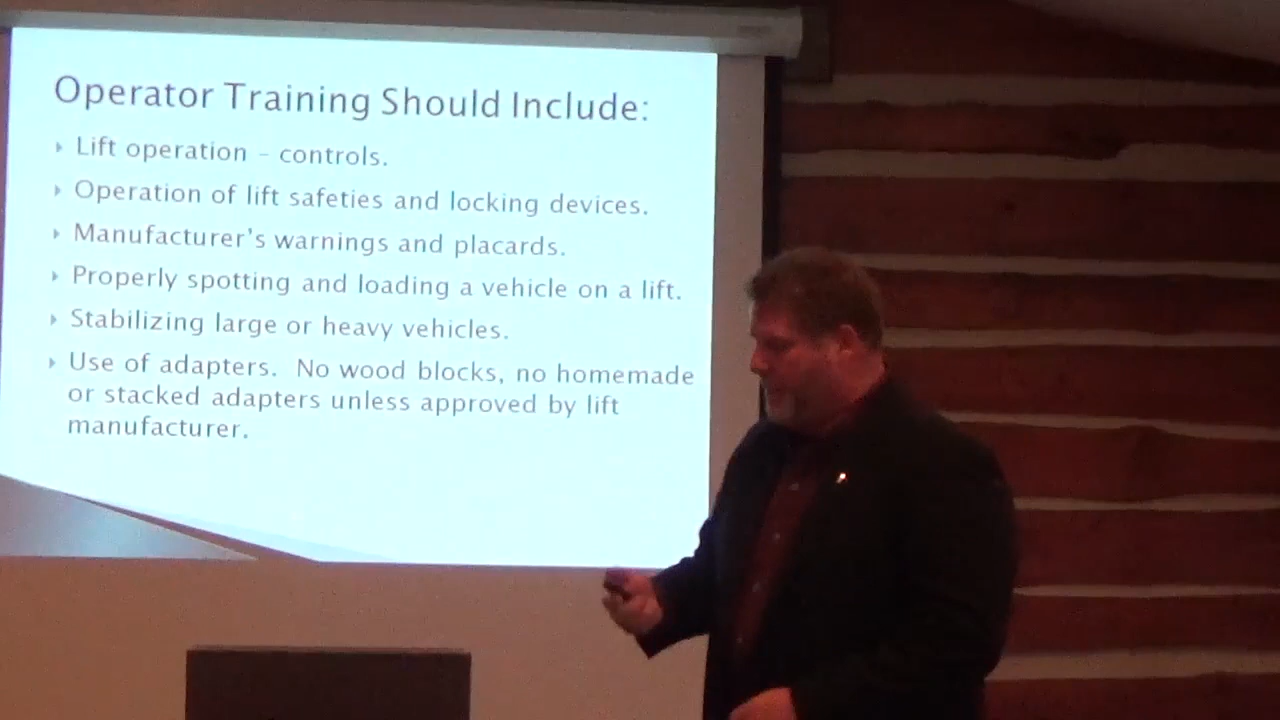 Operator Training Should Include:
Lift operation – controls.
Operation of lift safeties and locking devices.
Manufacturer's warnings and placards.
Properly spotting and loading a vehicle on a lift.
Stabilizing large or heavy vehicles.
Use of adapters. No wood blocks, no homemade
or stacked adapters unless approved by lift
manufacturer.